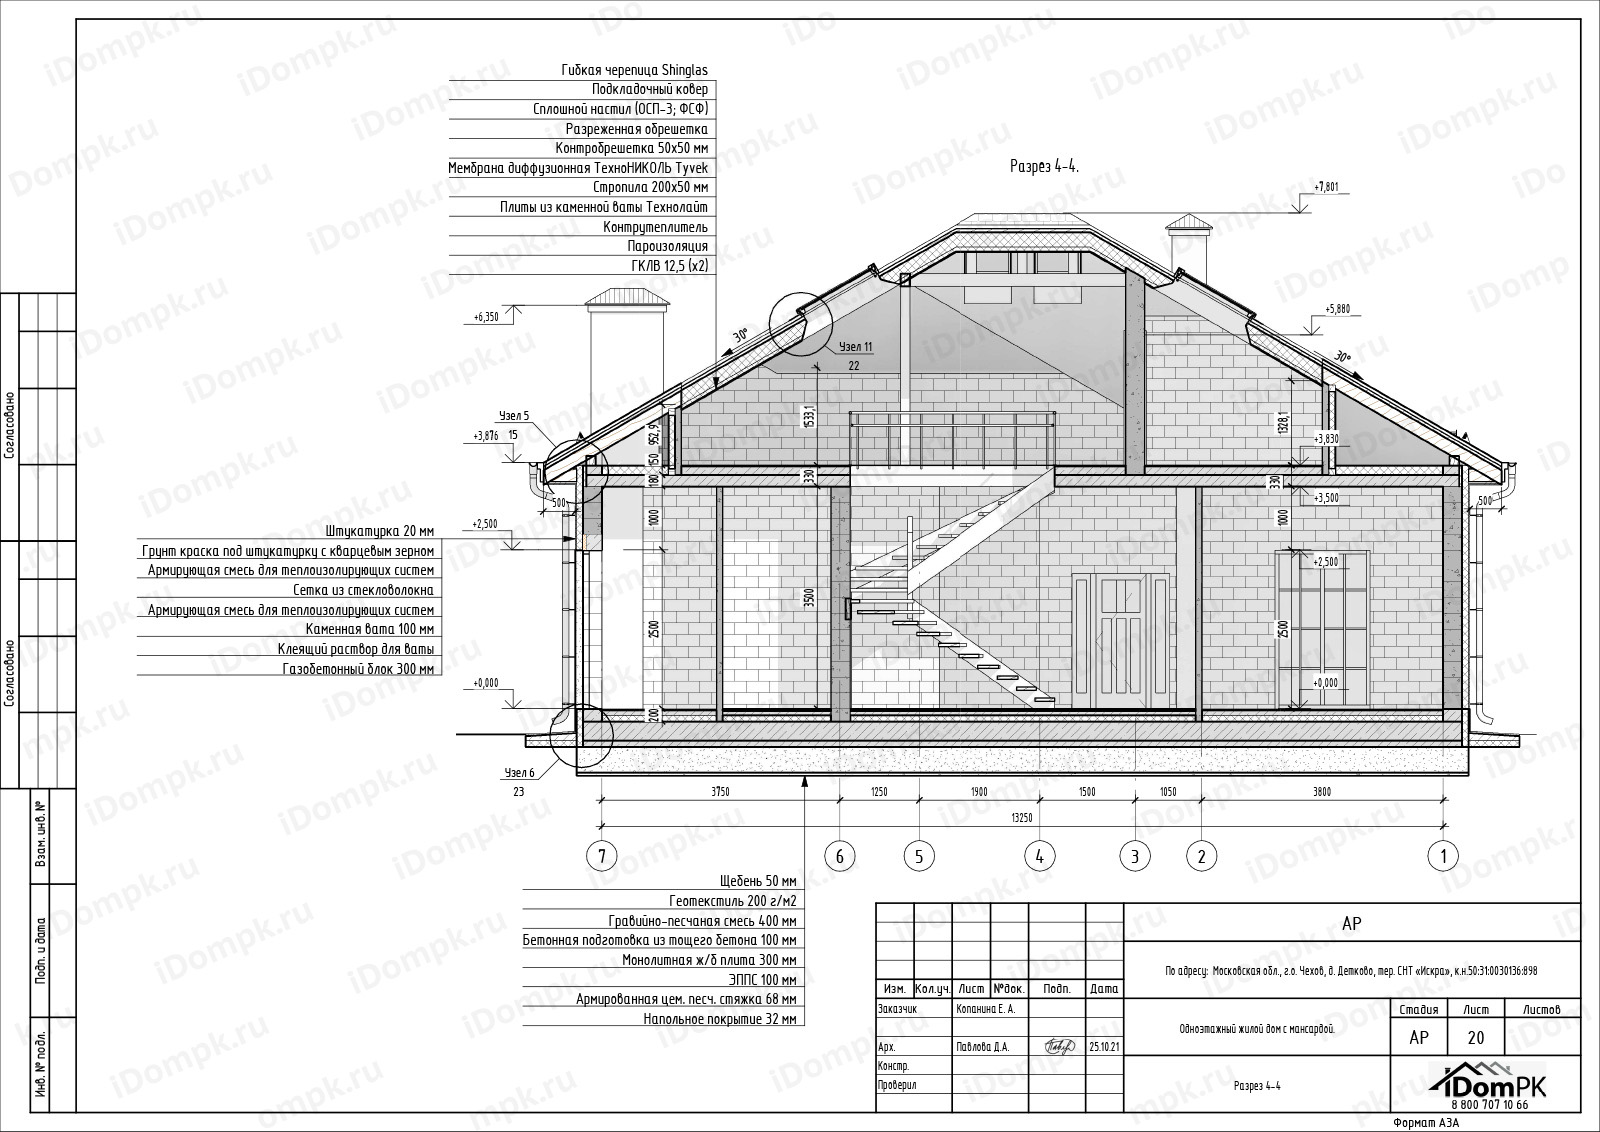 Гибкая черепица Shinglas
Подкладочный ковер
Сплошной настил (ОСП-3; ФСФ)
Разреженная обрешетка
Контробрешетка 50х50 мм
Мембрана диффузионная ТехноНИКОЛЬ Tyvek
Стропила 200х50 мм
Плиты из каменной ваты Технолайт
Контрутеплитель
Пароизоляция
ГКЛВ 12,5 (х2)
Разрез 4-4.
+7,801
+6,350
+5,880
30°
30°
Узел 11
22
Узел 5
15
+3,876
952,9
150
180
1533,1
330
1328,1
+3,830
330
+3,500
500
500
+2,500
1000
1000
+2,500
3500
2500
2500
+0,000
+0,000
200
Штукатурка 20 мм
Грунт краска под штукатурку с кварцевым зерном
Армирующая смесь для теплоизолирующих систем
Сетка из стекловолокна
Армирующая смесь для теплоизолирующих систем
Каменная вата 100 мм
Клеящий раствор для ваты
Газобетонный блок 300 мм
Узел 6
23
3750
1250
1900
1500
1050
3800
13250
7
6
5
4
3
2
1
Щебень 50 мм
Геотекстиль 200 г/м2
Гравийно-песчаная смесь 400 мм
Бетонная подготовка из тощего бетона 100 мм
Монолитная ж/б плита 300 мм
ЭППС 100 мм
Армированная цем. песч. стяжка 68 мм
Напольное покрытие 32 мм
Согласовано
Согласовано
Взам. инв. №
Подп. и дата
Инв. № подл.
АР
По адресу: Московская обл., г.о. Чехов, д. Детково, тер. СНТ «Искра», к.н.50:31:0030136:898
Изм. Кол.уч. Лист №док. Подп. Дата
Заказчик Копанина Е. А.
Арх. Павлова Д.А. 25.10.21
Констр.
Проверил
Одноэтажный жилой дом с мансардой.
Стадия Лист Листов
АР 20
Разрез 4-4
iDomPK
8 800 707 10 66
Формат А3А
iDompk.ru